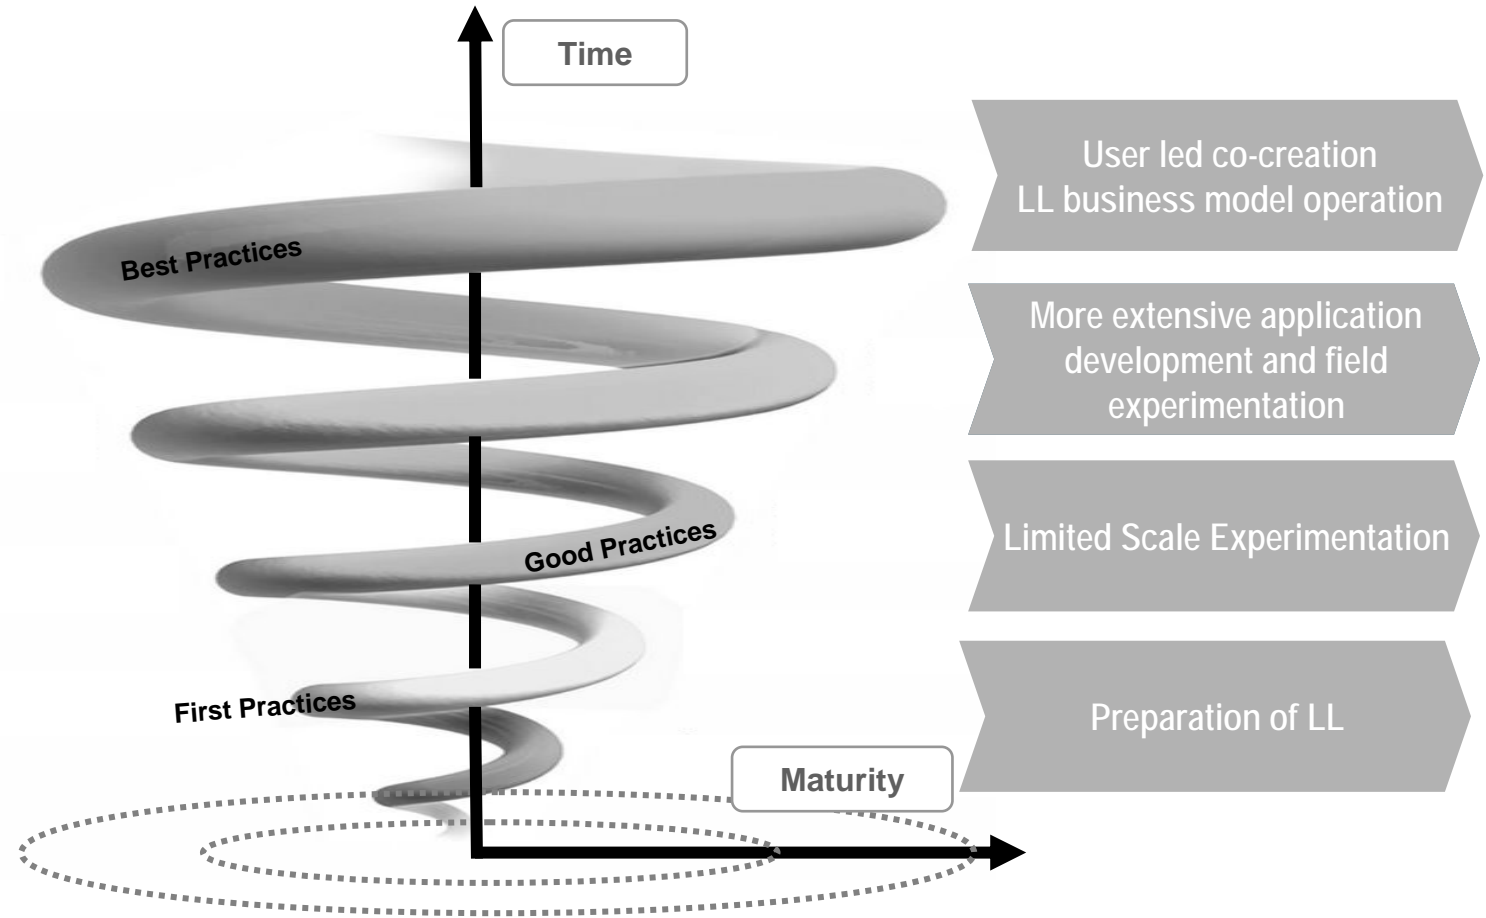 Time
User led co-creation
LL business model operation
Best Practices
More extensive application
development and field
experimentation
Good Practices
Limited Scale Experimentation
First Practices
Preparation of LL
Maturity